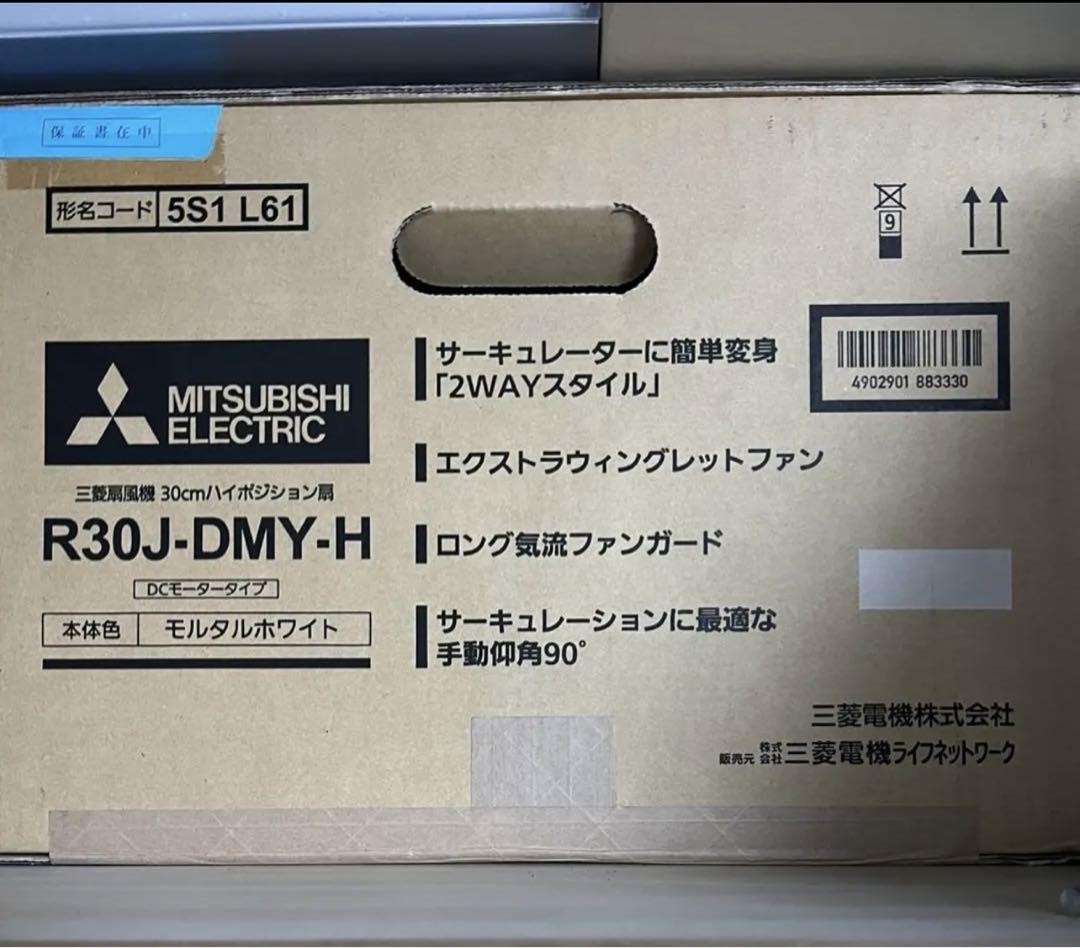 保証書在中
形名コード 5S1 L61
9
MITSUBISHI
ELECTRIC
三菱扇風機 30cmハイポジション扇
R30J-DMY-H
DCモータータイプ
本体色 モルタルホワイト
サーキュレーターに簡単変身
「2WAYスタイル」
エクストラウィングレットファン
ロング気流ファンガード
サーキュレーションに最適な
手動仰角90°
4902901 883330
三菱電機株式会社
販売元 株式会社 三菱電機ライフネットワーク